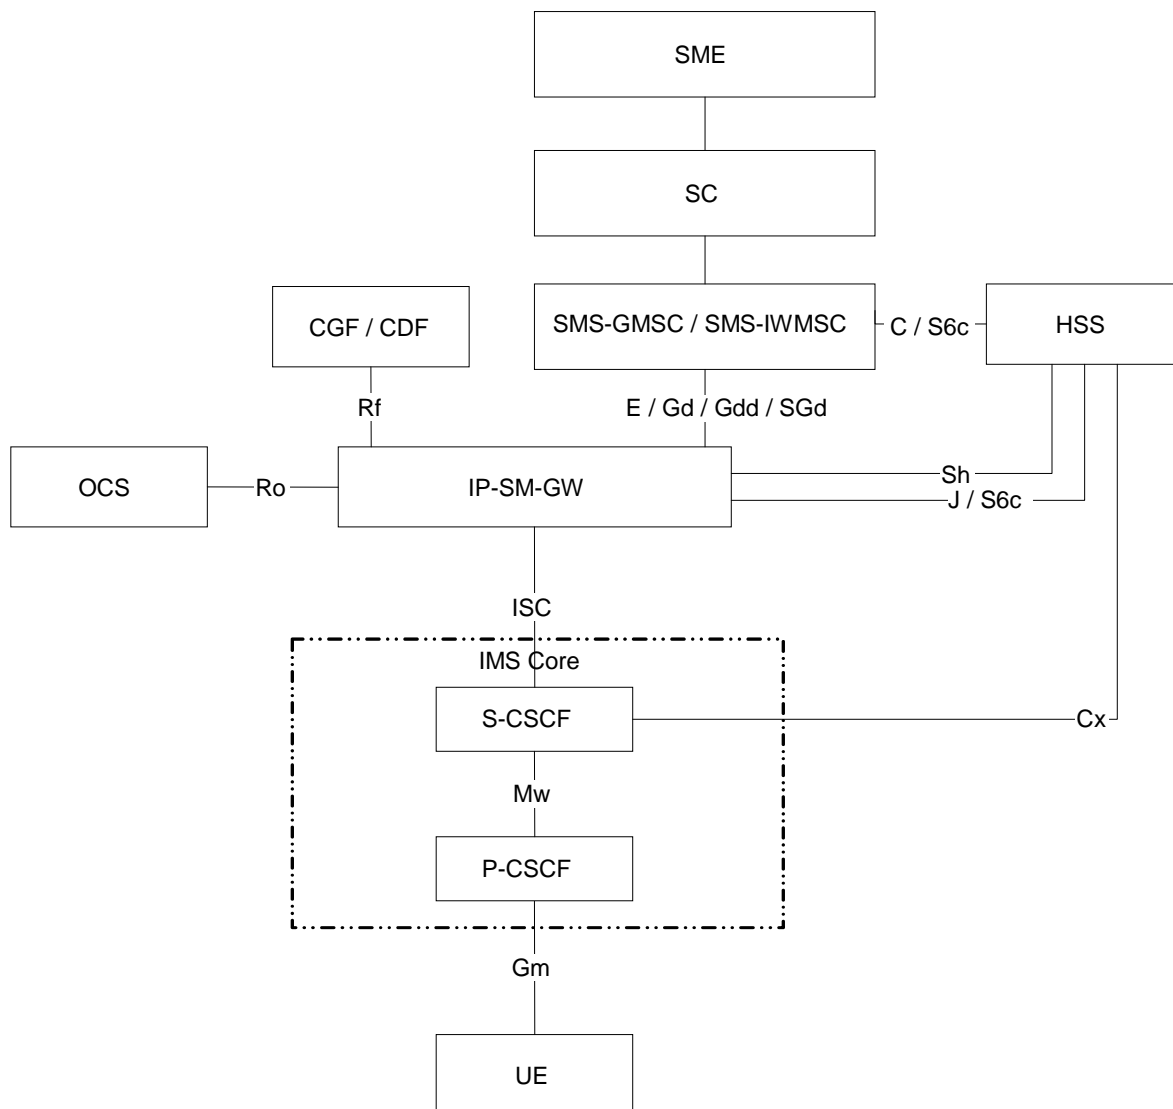 SME
SC
SMS-GMSC / SMS-IWMSC
C / S6c
HSS
CGF / CDF
Rf
E / Gd / Gdd / SGd
OCS
Ro
IP-SM-GW
Sh
J / S6c
ISC
IMS Core
S-CSCF
Cx
Mw
P-CSCF
Gm
UE